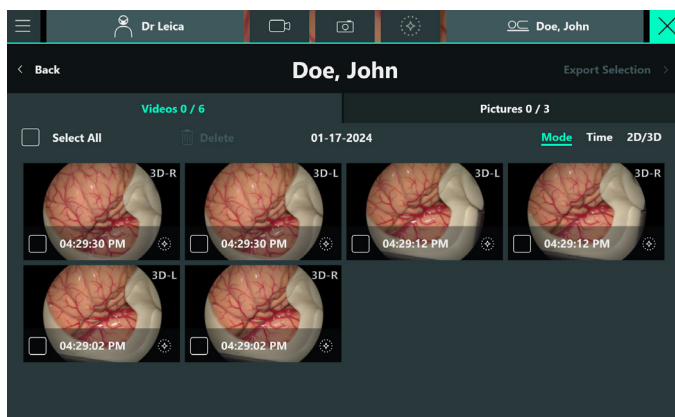 Dr Leica
Doe, John
Back
Doe, John
Export Selection
Videos 0 / 6
Pictures 0 / 3
Select All
Delete
01-17-2024
Mode
Time
2D/3D
3D-R
04:29:30 PM
3D-L
04:29:30 PM
3D-L
04:29:12 PM
3D-R
04:29:12 PM
3D-L
04:29:02 PM
3D-R
04:29:02 PM